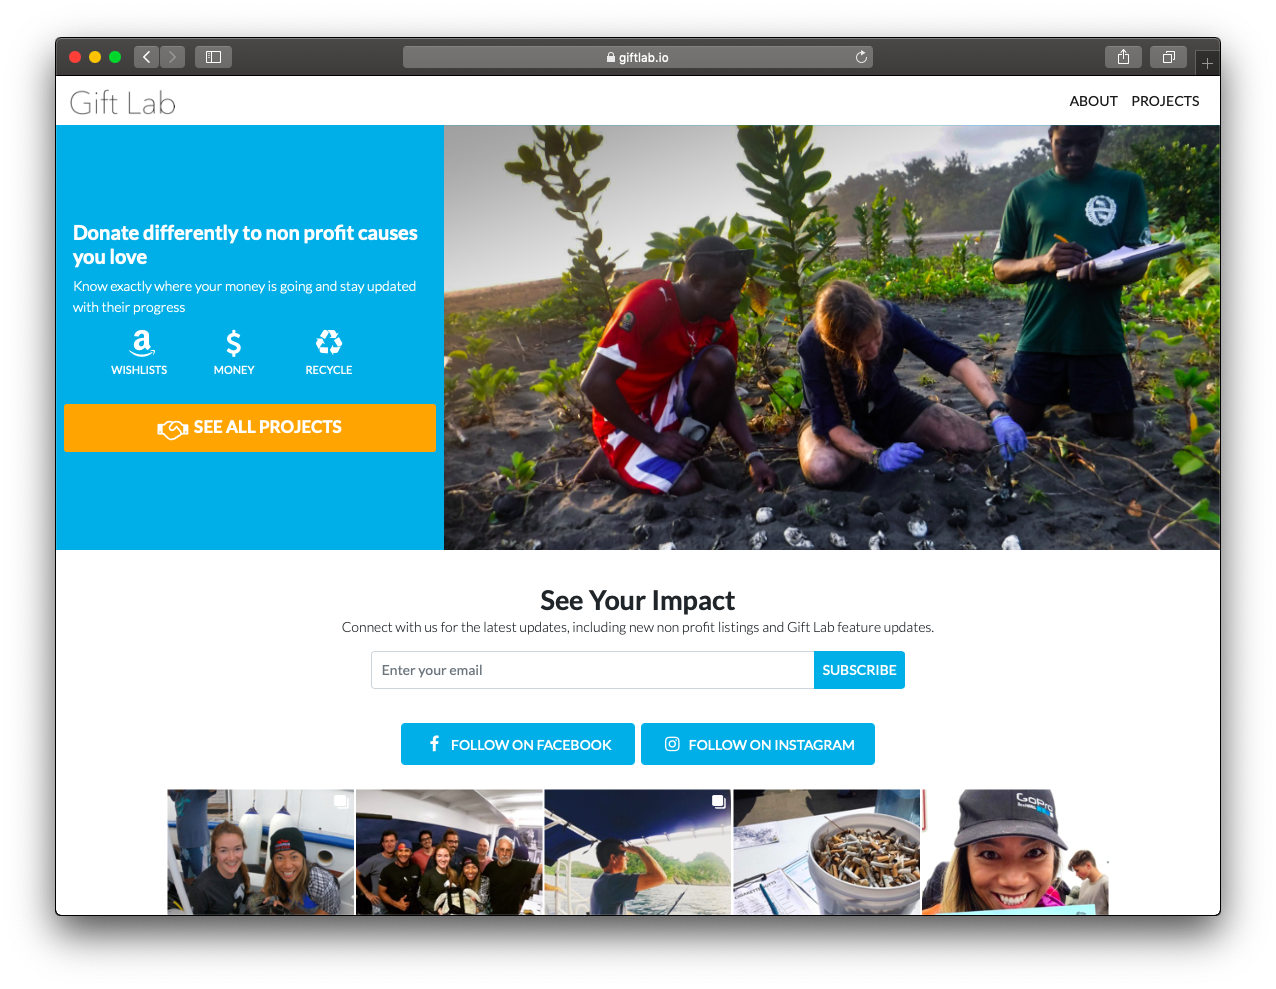 giftlab.io
Gift Lab
ABOUT PROJECTS
Donate differently to non profit causes
you love
Know exactly where your money is going and stay updated
with their progress
WISHLISTS MONEY RECYCLE
SEE ALL PROJECTS
See Your Impact
Connect with us for the latest updates, including new non profit listings and Gift Lab feature updates.
Enter your email SUBSCRIBE
FOLLOW ON FACEBOOK FOLLOW ON INSTAGRAM
GoPro